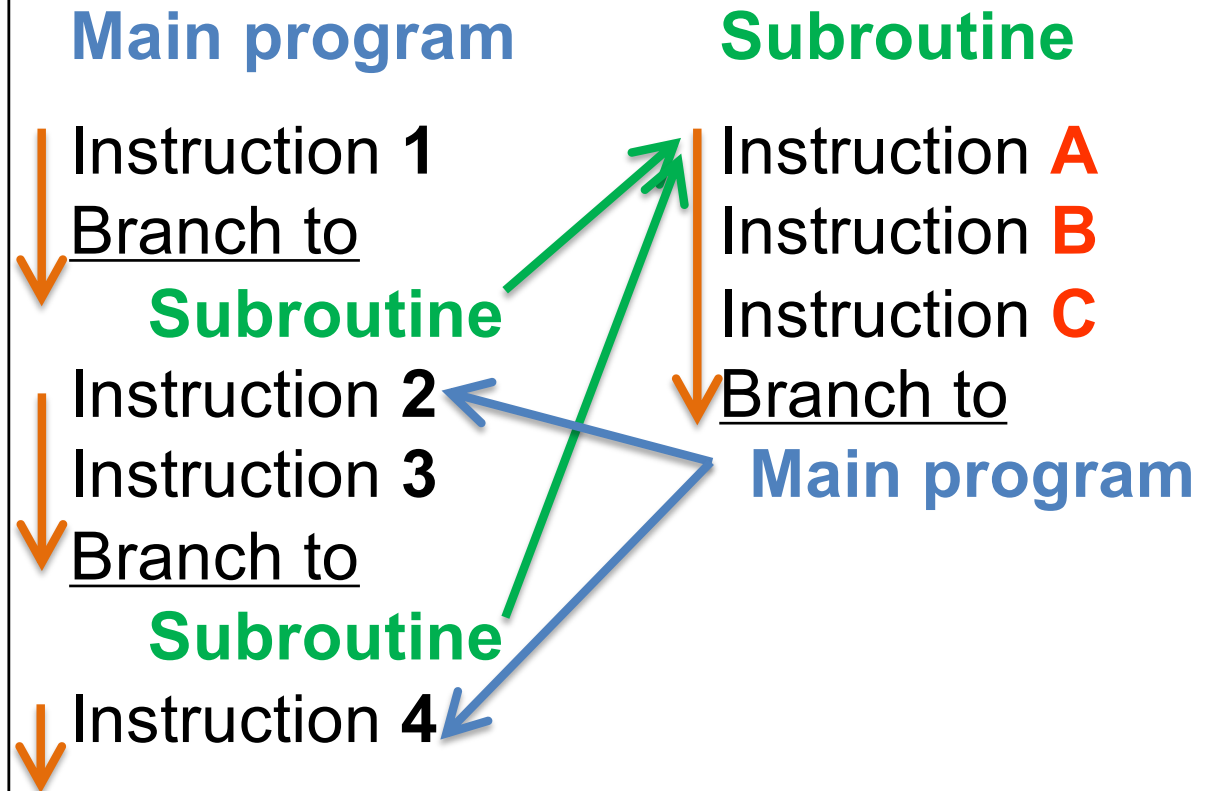 Main program
Instruction 1
Branch to
Subroutine
Instruction 2
Instruction 3
Branch to
Subroutine
Instruction 4
Subroutine
Instruction A
Instruction B
Instruction C
Branch to
Main program